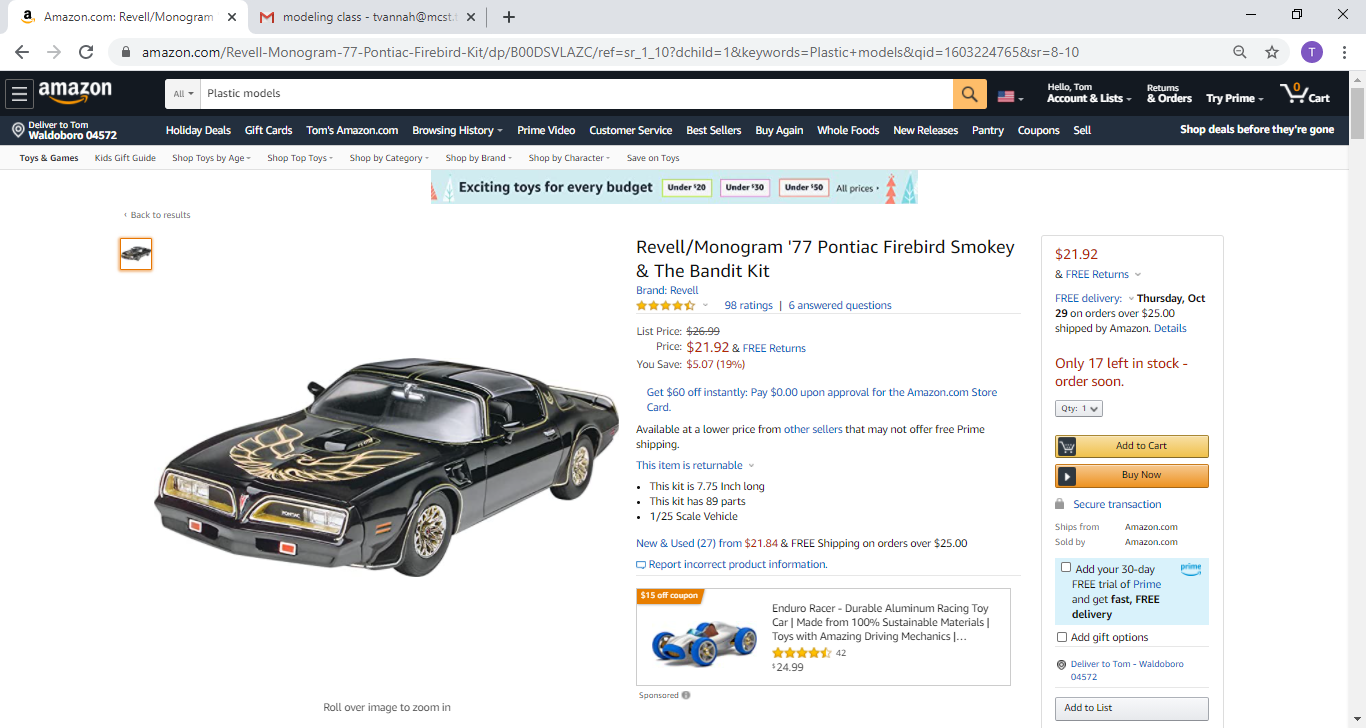 Amazon.com: Revell/Monogram
modeling class - tvannah@mcst.t
amazon.com/Revell-Monogram-77-Pontiac-Firebird-Kit/dp/B00DSVLAZC/ref=sr_1_10?dchild=1&keywords=Plastic+models&qid=1603224765&sr=8-10
T
amazon
All
Plastic models
Hello, Tom
Account & Lists
Returns
& Orders
Try Prime
0
Cart
Deliver to Tom
Waldoboro 04572
Holiday Deals Gift Cards Tom's Amazon.com Browsing History Prime Video Customer Service Best Sellers Buy Again Whole Foods New Releases Pantry Coupons Sell
Shop deals before they're gone
Toys & Games Kids Gift Guide Shop Toys by Age Shop Top Toys Shop by Category Shop by Brand Shop by Character Save on Toys
Exciting toys for every budget Under $20 Under $30 Under $50 All prices ›
‹ Back to results
Revell/Monogram '77 Pontiac Firebird Smokey
& The Bandit Kit
Brand: Revell
98 ratings | 6 answered questions
List Price: $26.99
Price: $21.92 & FREE Returns
You Save: $5.07 (19%)
Get $60 off instantly: Pay $0.00 upon approval for the Amazon.com Store
Card.
Available at a lower price from other sellers that may not offer free Prime
shipping.
This item is returnable
• This kit is 7.75 Inch long
• This kit has 89 parts
• 1/25 Scale Vehicle
New & Used (27) from $21.84 & FREE Shipping on orders over $25.00
Report incorrect product information.
$15 off coupon
Enduro Racer - Durable Aluminum Racing Toy
Car | Made from 100% Sustainable Materials |
Toys with Amazing Driving Mechanics |…
42
$24.99
Sponsored
PONTIAC
Roll over image to zoom in
$21.92
& FREE Returns
FREE delivery: Thursday, Oct
29 on orders over $25.00
shipped by Amazon. Details
Only 17 left in stock -
order soon.
Qty: 1
Add to Cart
Buy Now
Secure transaction
Ships from Amazon.com
Sold by Amazon.com
Add your 30-day
FREE trial of Prime
and get fast, FREE
delivery
prime
Add gift options
Deliver to Tom - Waldoboro
04572
Add to List